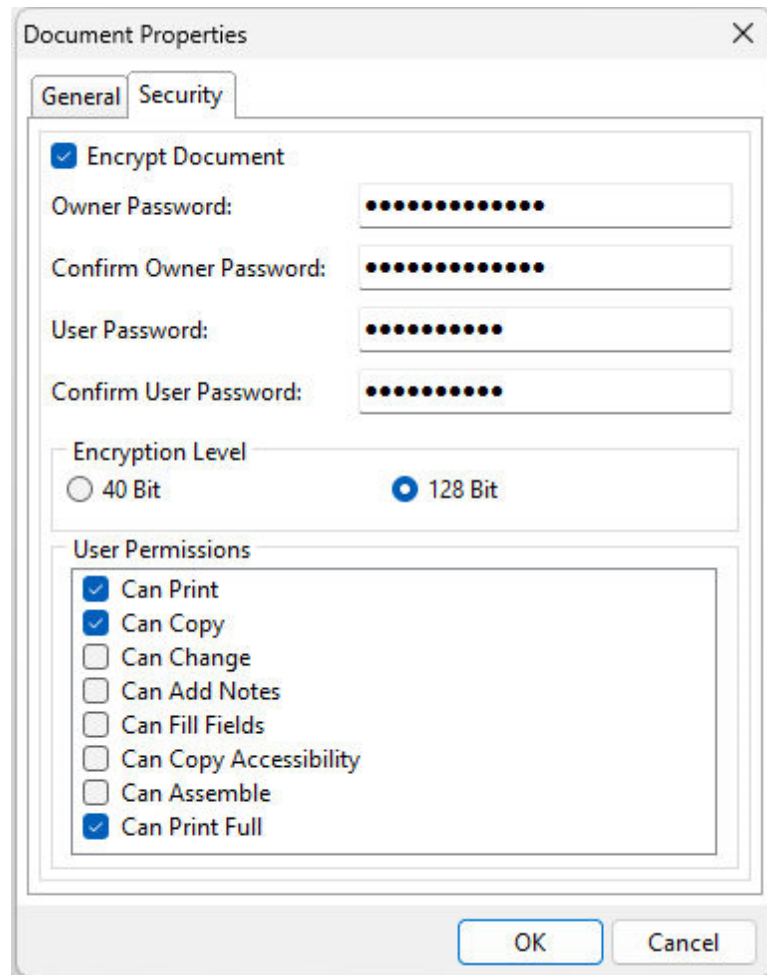 Document Properties
General Security
Encrypt Document
Owner Password: •••••••••••••
Confirm Owner Password: •••••••••••••
User Password: ••••••••••
Confirm User Password: ••••••••••
Encryption Level
40 Bit 128 Bit
User Permissions
Can Print
Can Copy
Can Change
Can Add Notes
Can Fill Fields
Can Copy Accessibility
Can Assemble
Can Print Full
OK Cancel